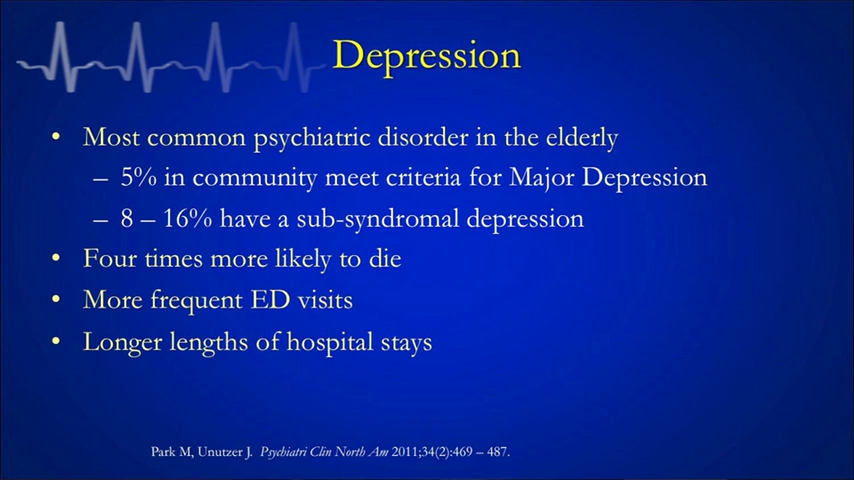 Depression
• Most common psychiatric disorder in the elderly
– 5% in community meet criteria for Major Depression
– 8 – 16% have a sub-syndromal depression
• Four times more likely to die
• More frequent ED visits
• Longer lengths of hospital stays
Park M, Unutzer J. Psychiatri Clin North Am 2011;34(2):469 – 487.